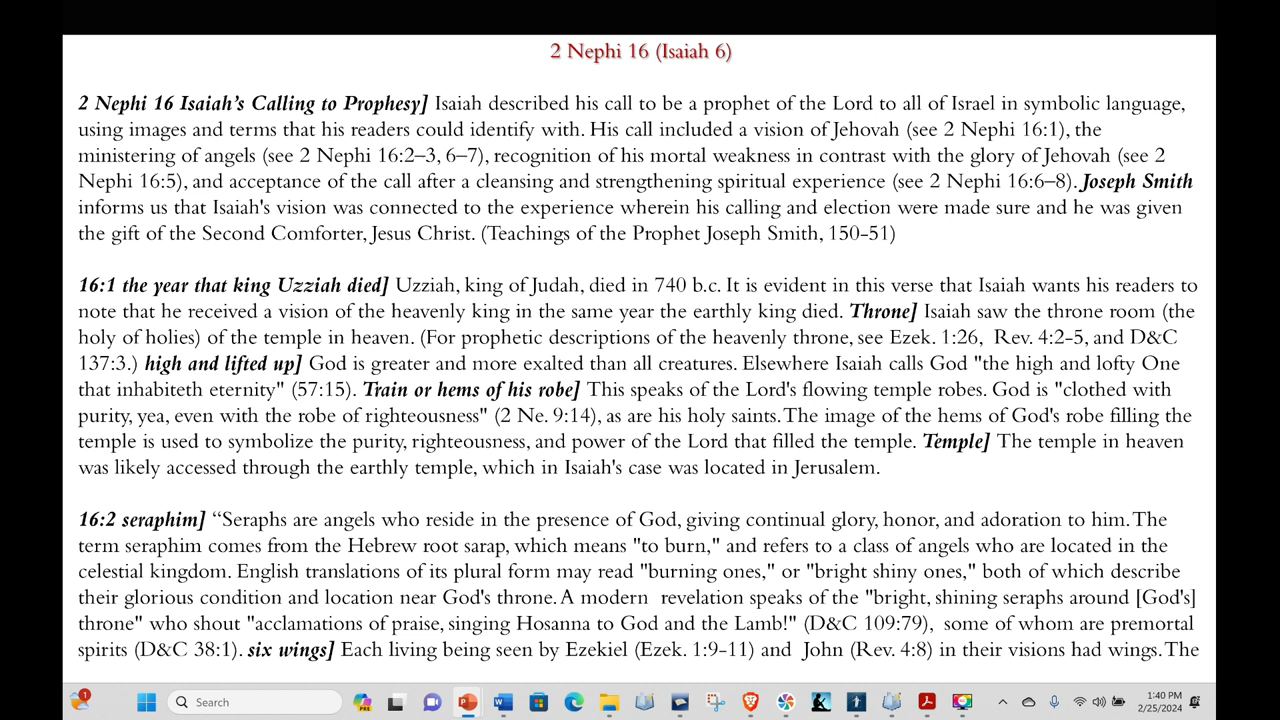 2 Nephi 16 (Isaiah 6)
2 Nephi 16 Isaiah's Calling to Prophesy] Isaiah described his call to be a prophet of the Lord to all of Israel in symbolic language,
using images and terms that his readers could identify with. His call included a vision of Jehovah (see 2 Nephi 16:1), the
ministering of angels (see 2 Nephi 16:2–3, 6–7), recognition of his mortal weakness in contrast with the glory of Jehovah (see 2
Nephi 16:5), and acceptance of the call after a cleansing and strengthening spiritual experience (see 2 Nephi 16:6–8). Joseph Smith
informs us that Isaiah's vision was connected to the experience wherein his calling and election were made sure and he was given
the gift of the Second Comforter, Jesus Christ. (Teachings of the Prophet Joseph Smith, 150-51)
16:1 the year that king Uzziah died] Uzziah, king of Judah, died in 740 b.c. It is evident in this verse that Isaiah wants his readers to
note that he received a vision of the heavenly king in the same year the earthly king died. Throne] Isaiah saw the throne room (the
holy of holies) of the temple in heaven. (For prophetic descriptions of the heavenly throne, see Ezek. 1:26, Rev. 4:2-5, and D&C
137:3.) high and lifted up] God is greater and more exalted than all creatures. Elsewhere Isaiah calls God "the high and lofty One
that inhabiteth eternity" (57:15). Train or hems of his robe] This speaks of the Lord's flowing temple robes. God is "clothed with
purity, yea, even with the robe of righteousness" (2 Ne. 9:14), as are his holy saints. The image of the hems of God's robe filling the
temple is used to symbolize the purity, righteousness, and power of the Lord that filled the temple. Temple] The temple in heaven
was likely accessed through the earthly temple, which in Isaiah's case was located in Jerusalem.
16:2 seraphim] “Seraphs are angels who reside in the presence of God, giving continual glory, honor, and adoration to him. The
term seraphim comes from the Hebrew root sarap, which means "to burn," and refers to a class of angels who are located in the
celestial kingdom. English translations of its plural form may read "burning ones," or "bright shiny ones," both of which describe
their glorious condition and location near God's throne. A modern revelation speaks of the "bright, shining seraphs around [God's]
throne" who shout "acclamations of praise, singing Hosanna to God and the Lamb!" (D&C 109:79), some of whom are premortal
spirits (D&C 38:1). six wings] Each living being seen by Ezekiel (Ezek. 1:9-11) and John (Rev. 4:8) in their visions had wings. The
1
Search
PRE
1:40 PM
2/25/2024